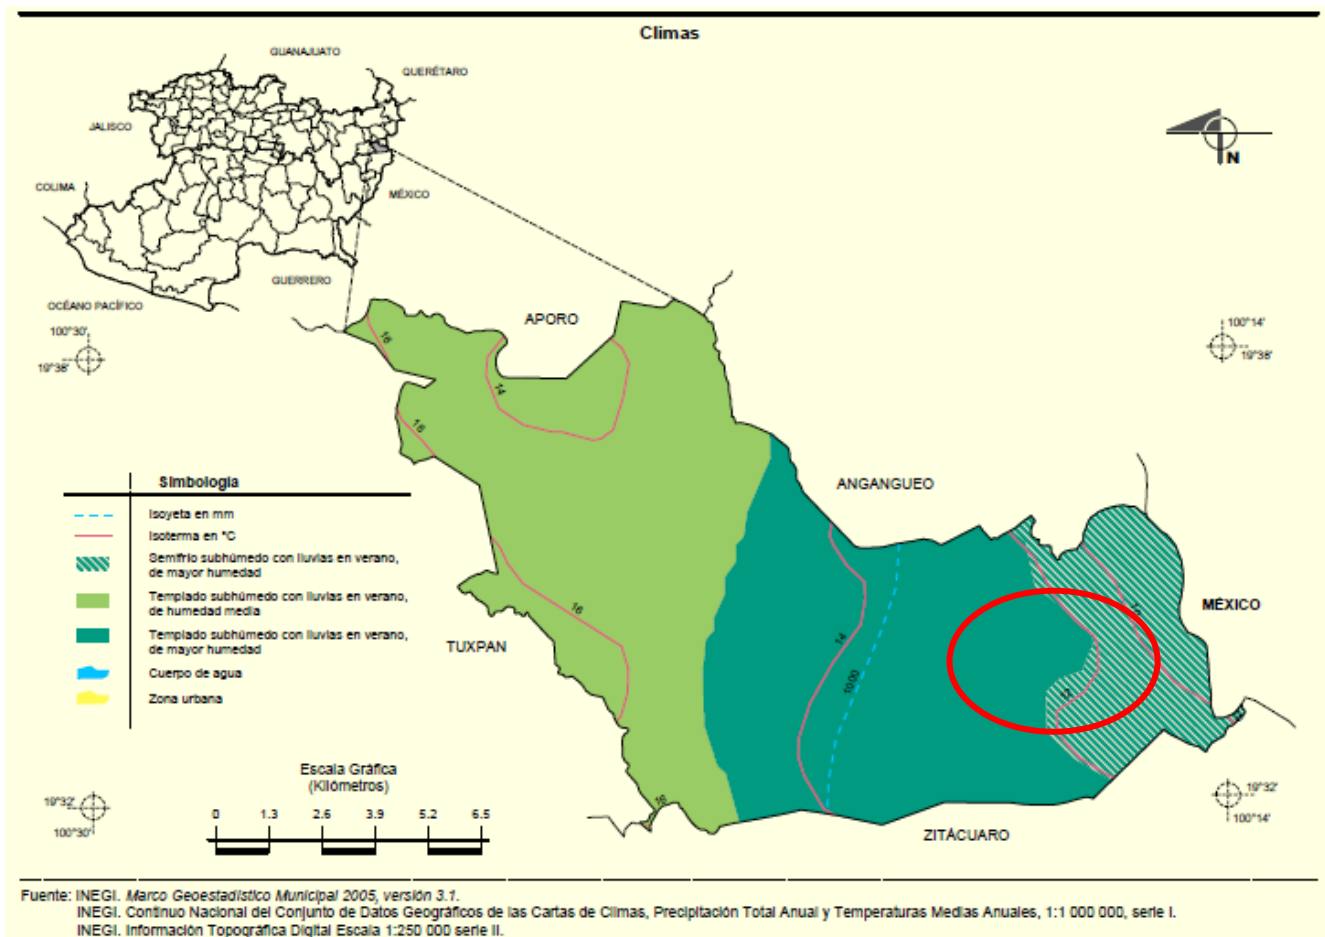 Climas
GUANAJUATO
QUERÉTARO
JALISCO
N
COLIMA
MÉXICO
GUERRERO
OCÉANO PACÍFICO
100°30'
19°38'
100°14'
19°38'
APORO
16
14
16
ANGANGUEO
Simbología
Isoyeta en mm
Isoterma en °C
Semifrío subhúmedo con lluvias en verano,
de mayor humedad
Templado subhúmedo con lluvias en verano,
de humedad media
Templado subhúmedo con lluvias en verano,
de mayor humedad
Cuerpo de agua
Zona urbana
16
TUXPAN
14
1000
12
10
MÉXICO
Escala Gráfica
(Kilómetros)
0 1.3 2.6 3.9 5.2 6.5
16
19°32'
100°30'
19°32'
100°14'
ZITÁCUARO
Fuente: INEGI. Marco Geoestadístico Municipal 2005, versión 3.1.
INEGI. Continuo Nacional del Conjunto de Datos Geográficos de las Cartas de Climas, Precipitación Total Anual y Temperaturas Medias Anuales, 1:1 000 000, serie I.
INEGI. Información Topográfica Digital Escala 1:250 000 serie II.